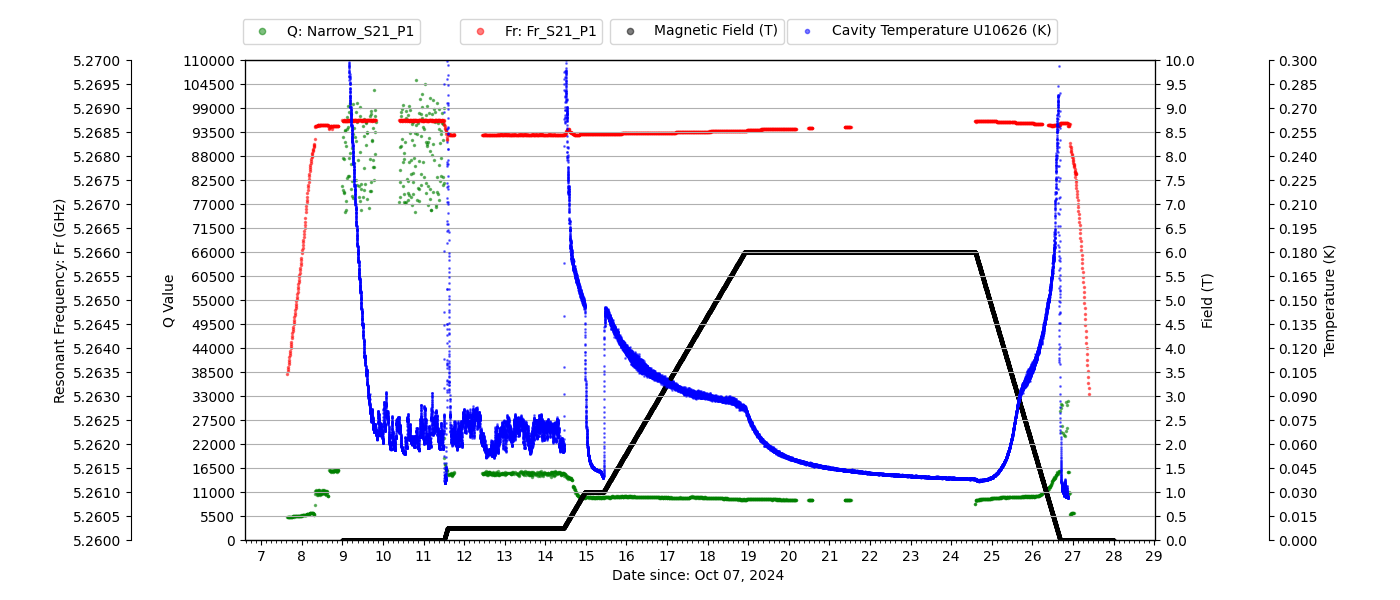 Q: Narrow_S21_P1
Fr: Fr_S21_P1
Magnetic Field (T)
Cavity Temperature U10626 (K)
5.2700 110000 10.0 0.300
5.2695 104500 9.5 0.285
5.2690 99000 9.0 0.270
5.2685 93500 8.5 0.255
5.2680 88000 8.0 0.240
5.2675 82500 7.5 0.225
5.2670 77000 7.0 0.210
5.2665 71500 6.5 0.195
5.2660 66000 6.0 0.180
5.2655 60500 5.5 0.165
5.2650 55000 5.0 0.150
5.2645 49500 4.5 0.135
5.2640 44000 4.0 0.120
5.2635 38500 3.5 0.105
5.2630 33000 3.0 0.090
5.2625 27500 2.5 0.075
5.2620 22000 2.0 0.060
5.2615 16500 1.5 0.045
5.2610 11000 1.0 0.030
5.2605 5500 0.5 0.015
5.2600 0 0.0 0.000
Resonant Frequency: Fr (GHz)
Q Value
Field (T)
Temperature (K)
7 8 9 10 11 12 13 14 15 16 17 18 19 20 21 22 23 24 25 26 27 28 29
Date since: Oct 07, 2024